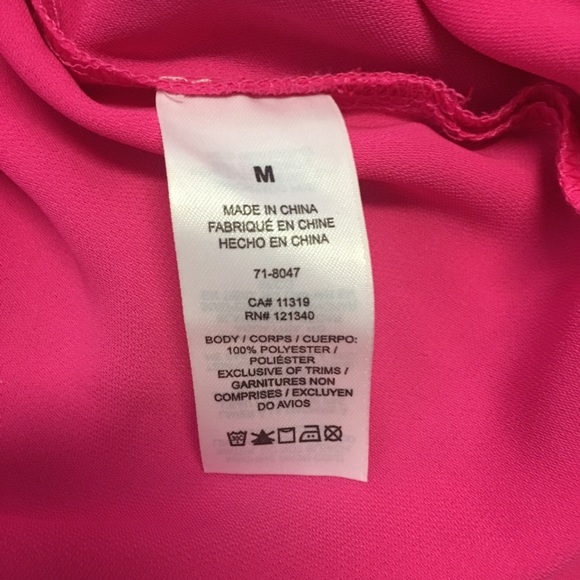 M
MADE IN CHINA
FABRIQUÉ EN CHINE
HECHO EN CHINA
71-8047
CA# 11319
RN# 121340
BODY / CORPS / CUERPO:
100% POLYESTER /
POLIÉSTER
EXCLUSIVE OF TRIMS /
GARNITURES NON
COMPRISES / EXCLUYEN
DO AVIOS